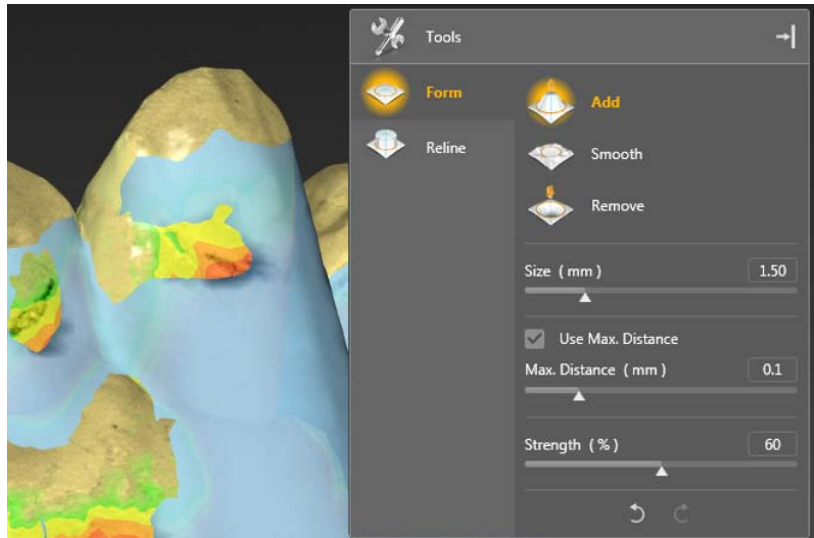 Tools
Form
Add
Reline
Smooth
Remove
Size ( mm )
1.50
Use Max. Distance
Max. Distance ( mm )
0.1
Strength ( % )
60